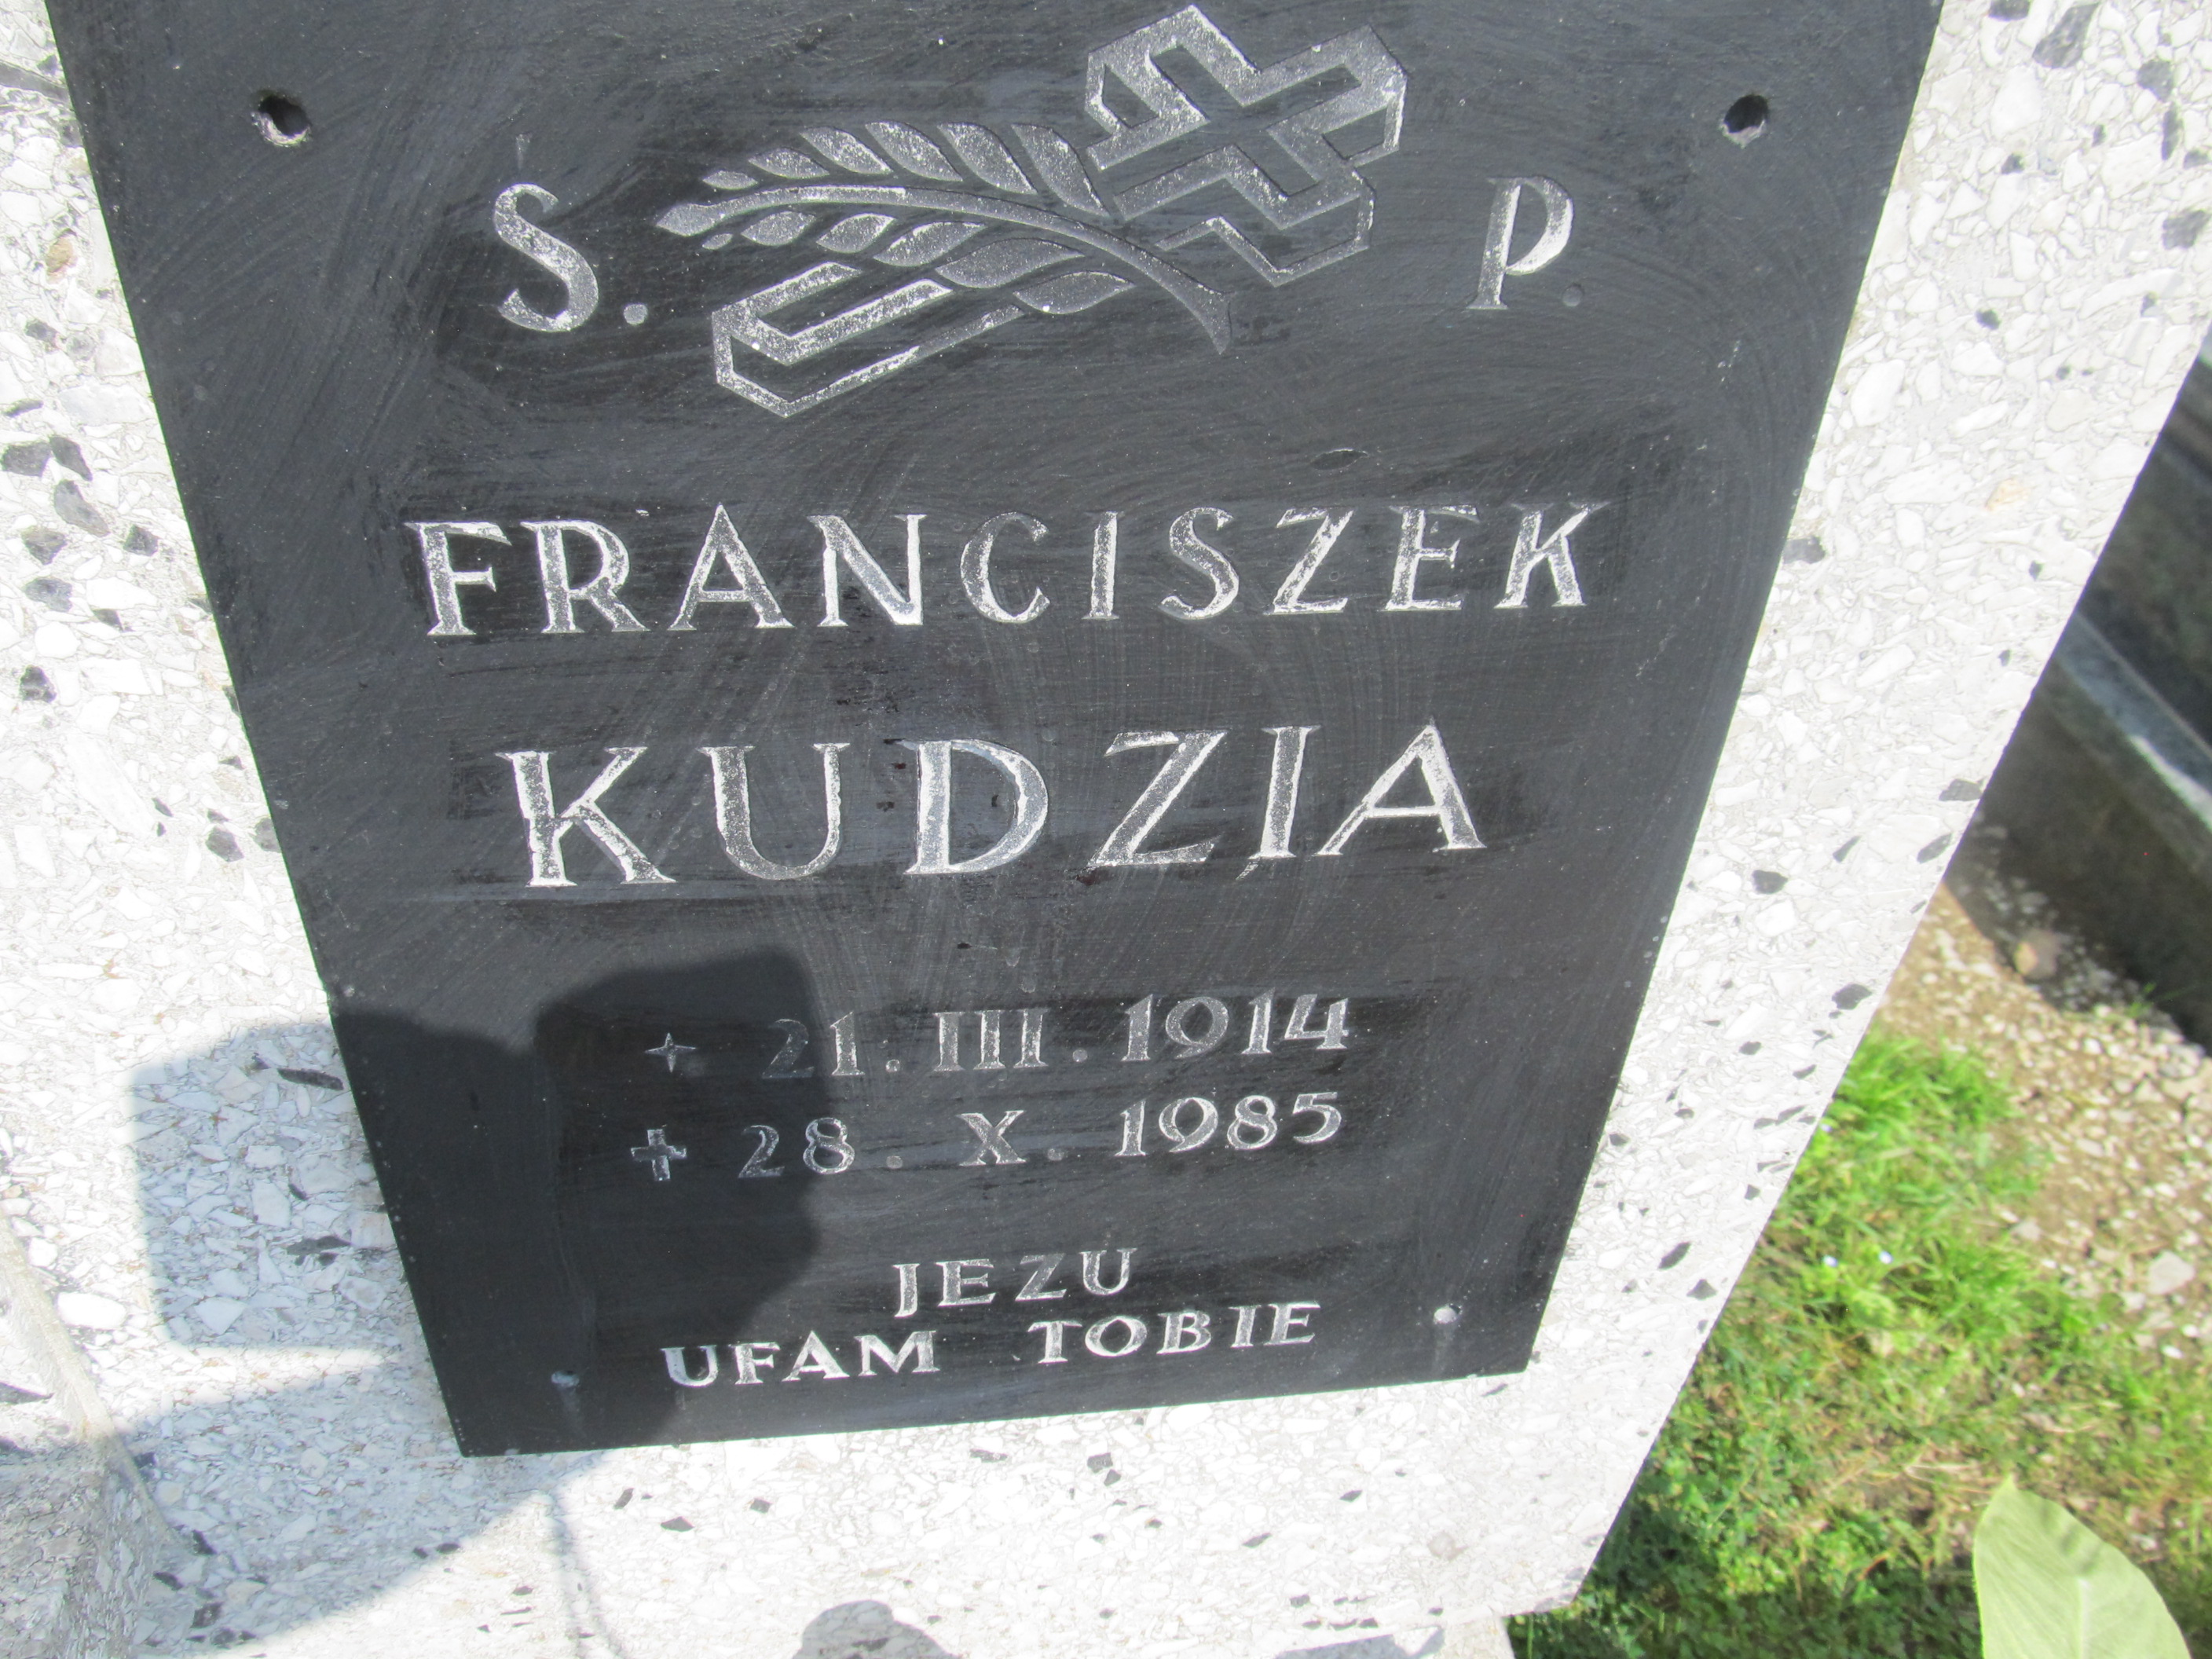 Ś. P.
FRANCISZEK
KUDZIA
21. III. 1914
+ 28. X. 1985
JEZU
UFAM TOBIE